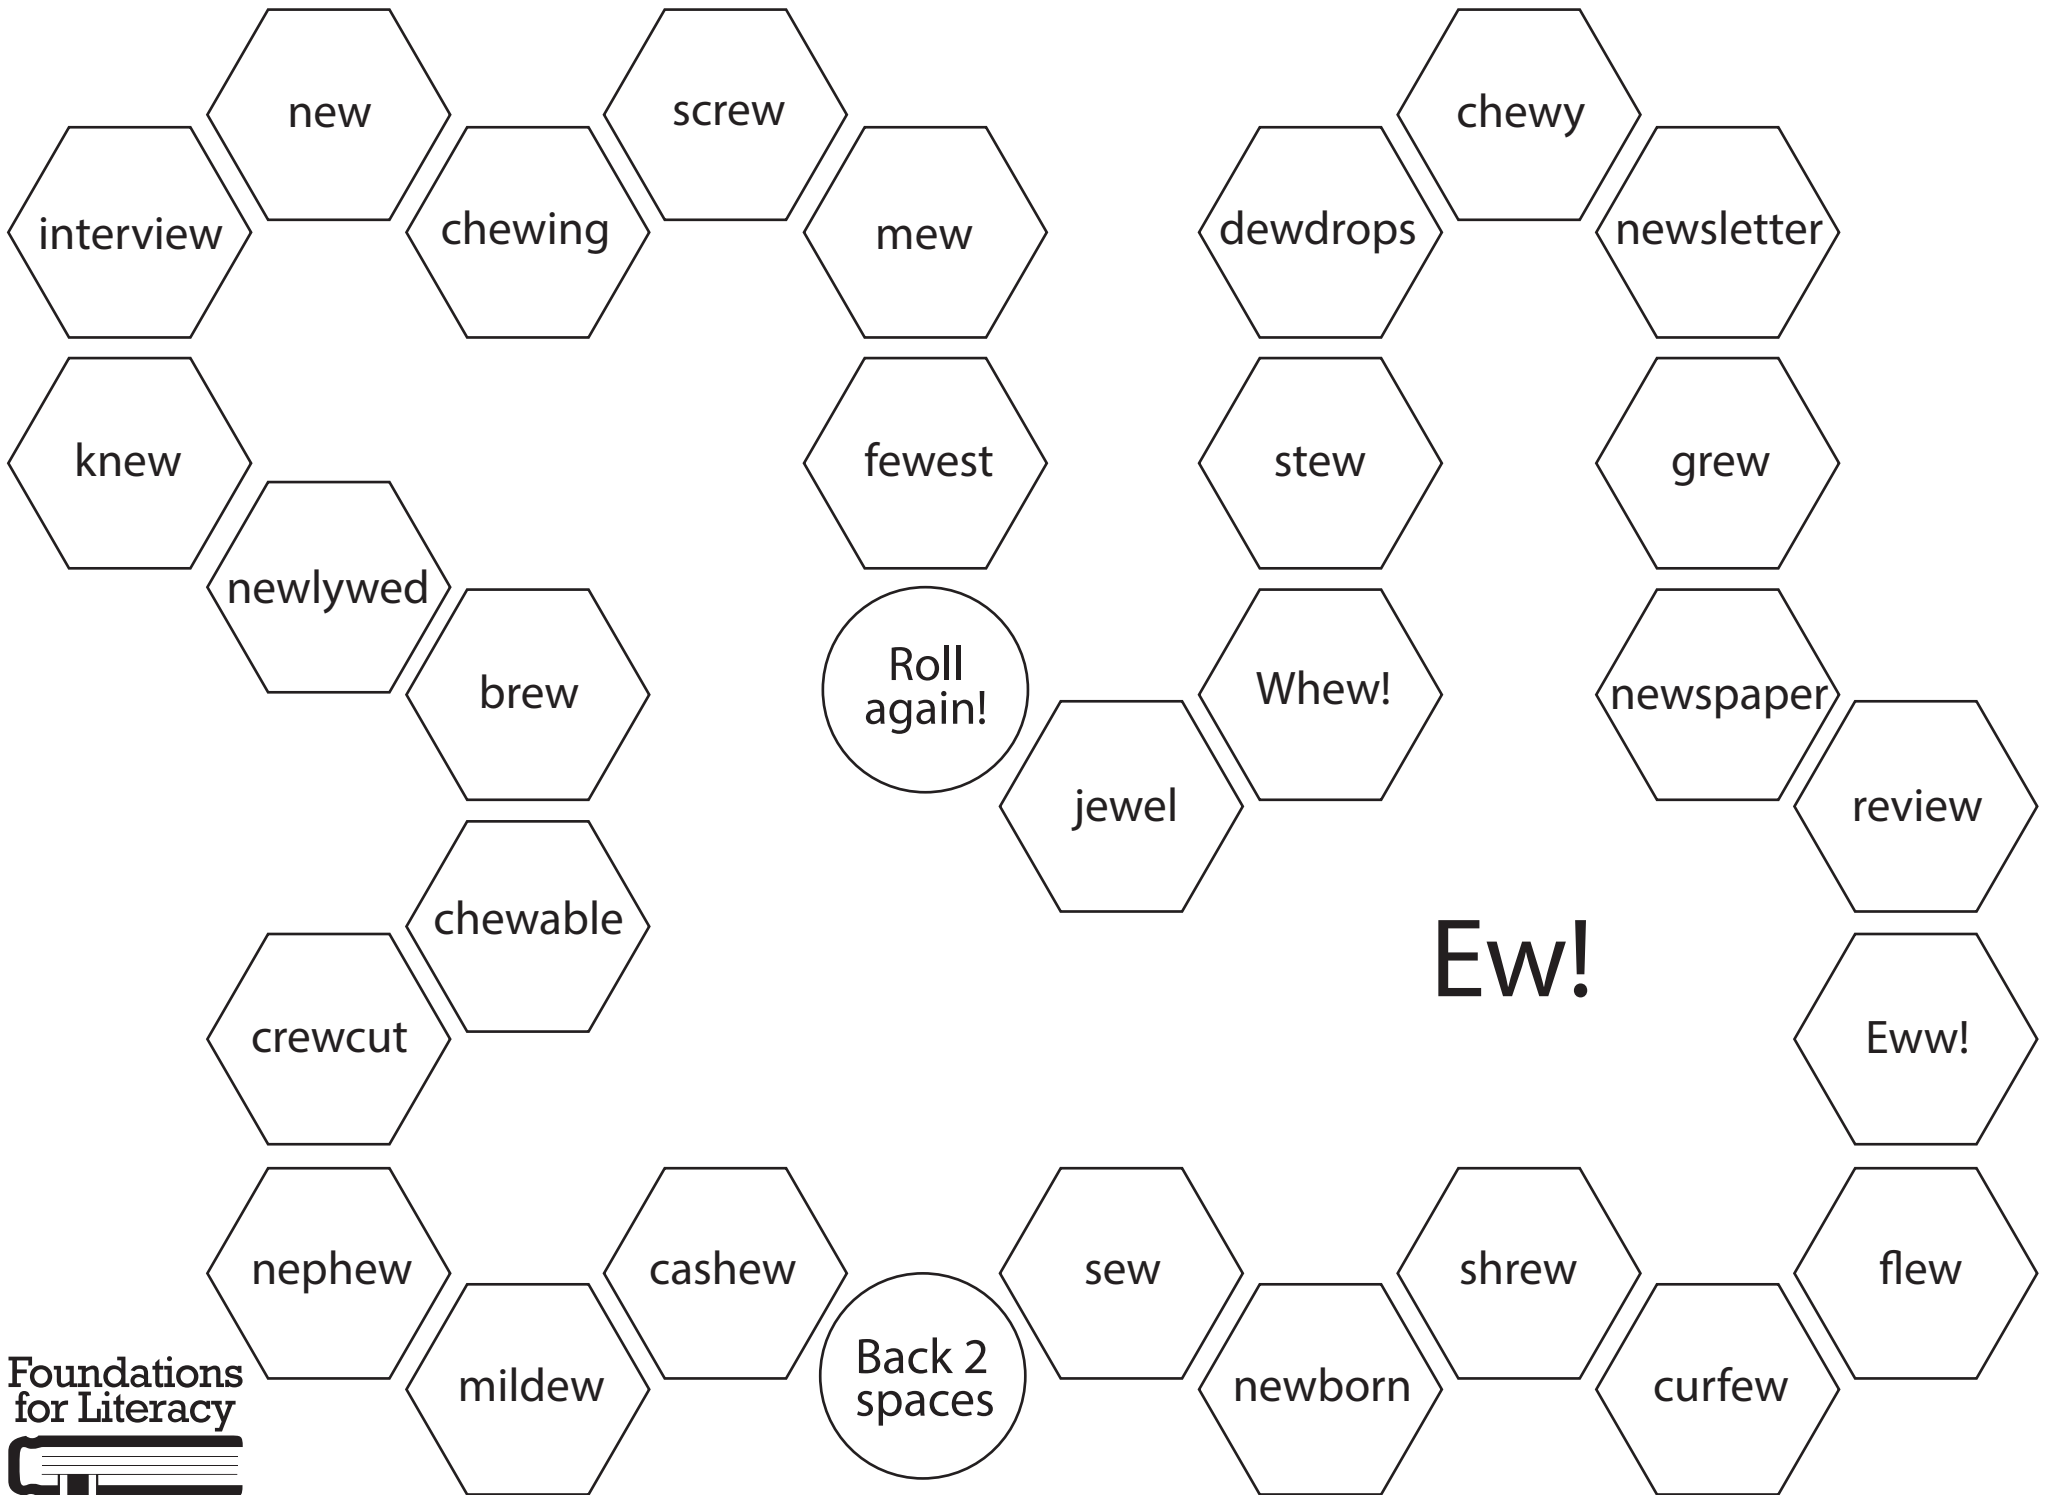 new
screw
chewy
interview
chewing
mew
dewdrops
newsletter
knew
fewest
stew
grew
newlywed
brew
Roll
again!
Whew!
newspaper
jewel
review
chewable
Ew!
crewcut
Eww!
nephew
cashew
sew
shrew
flew
mildew
Back 2
spaces
newborn
curfew
Foundations
for Literacy